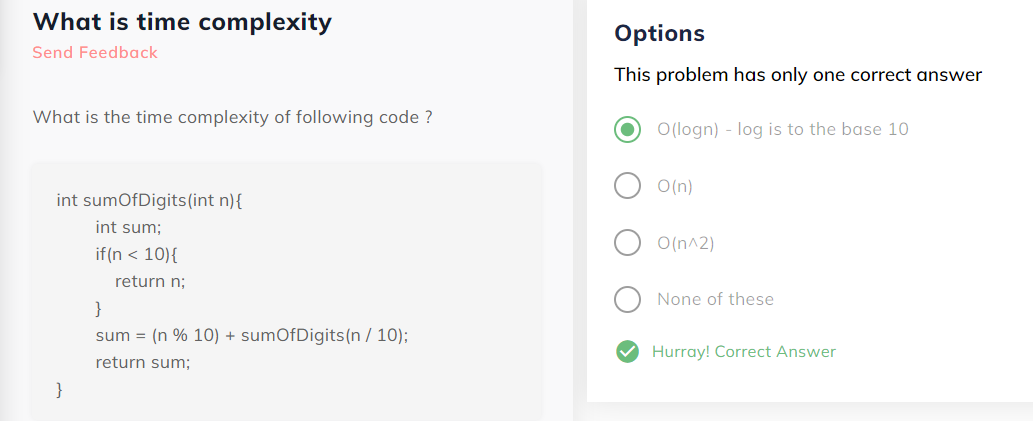 What is time complexity
Send Feedback
What is the time complexity of following code ?
int sumOfDigits(int n){
int sum;
if(n < 10){
return n;
}
sum = (n % 10) + sumOfDigits(n / 10);
return sum;
}
Options
This problem has only one correct answer
O(logn) - log is to the base 10
O(n)
O(n^2)
None of these
Hurray! Correct Answer